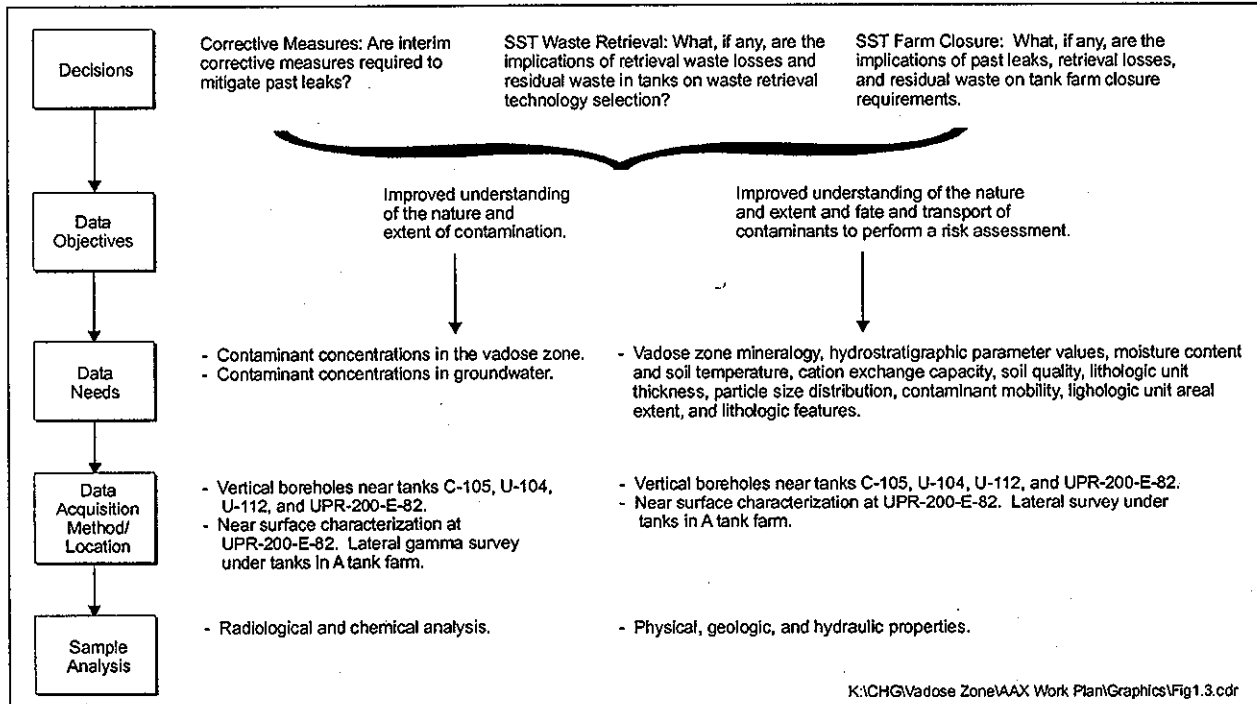 Decisions
Corrective Measures: Are interim
corrective measures required to
mitigate past leaks?
SST Waste Retrieval: What, if any, are the
implications of retrieval waste losses and
residual waste in tanks on waste retrieval
technology selection?
SST Farm Closure: What, if any, are the
implications of past leaks, retrieval losses,
and residual waste on tank farm closure
requirements.
Data
Objectives
Improved understanding
of the nature and
extent of contamination.
Improved understanding of the nature
and extent and fate and transport of
contaminants to perform a risk assessment.
Data
Needs
- Contaminant concentrations in the vadose zone.
- Contaminant concentrations in groundwater.
- Vadose zone mineralogy, hydrostratigraphic parameter values, moisture content
and soil temperature, cation exchange capacity, soil quality, lithologic unit
thickness, particle size distribution, contaminant mobility, lighologic unit areal
extent, and lithologic features.
Data
Acquisition
Method/
Location
- Vertical boreholes near tanks C-105, U-104,
U-112, and UPR-200-E-82.
- Near surface characterization at
UPR-200-E-82. Lateral gamma survey
under tanks in A tank farm.
- Vertical boreholes near tanks C-105, U-104, U-112, and UPR-200-E-82.
- Near surface characterization at UPR-200-E-82. Lateral survey under
tanks in A tank farm.
Sample
Analysis
- Radiological and chemical analysis.
- Physical, geologic, and hydraulic properties.
K:\CHG\Vadose Zone\AAX Work Plan\Graphics\Fig1.3.cdr